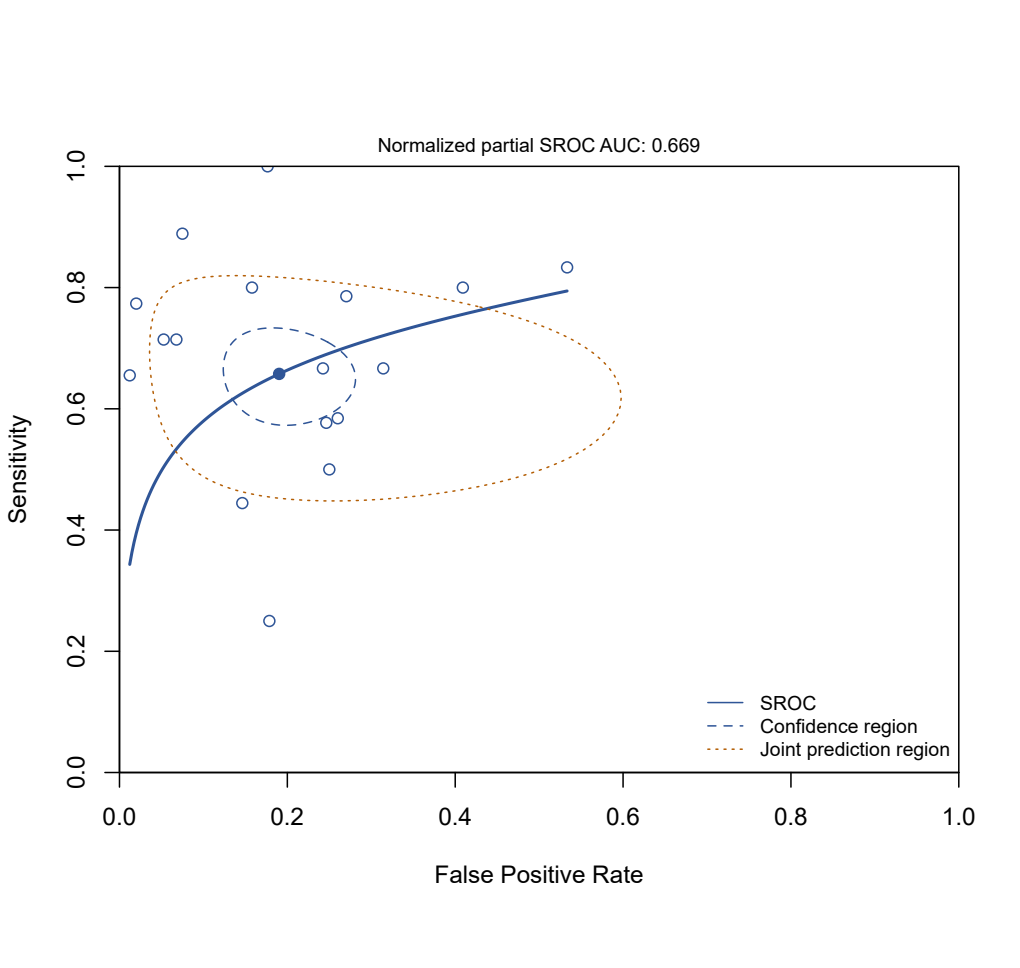 Normalized partial SROC AUC: 0.669
1.0
0.8
0.6
0.4
0.2
0.0
Sensitivity
SROC
Confidence region
Joint prediction region
0.0 0.2 0.4 0.6 0.8 1.0
False Positive Rate